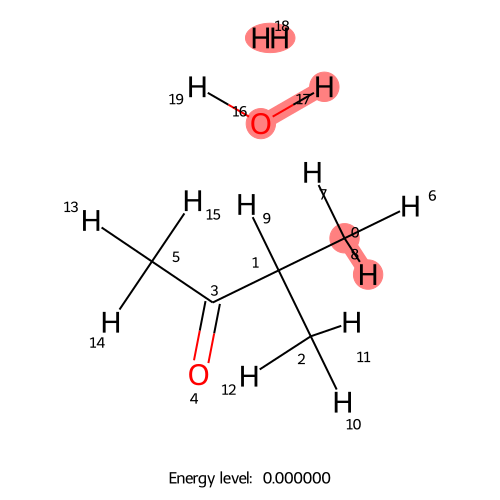 18
HH
H H
19 16 17
O
H
7
H H 6
13 H 15 9
H 0
5 1 8
H
3
14 H H 11
O H 12 2
4 H
10
Energy level: 0.000000